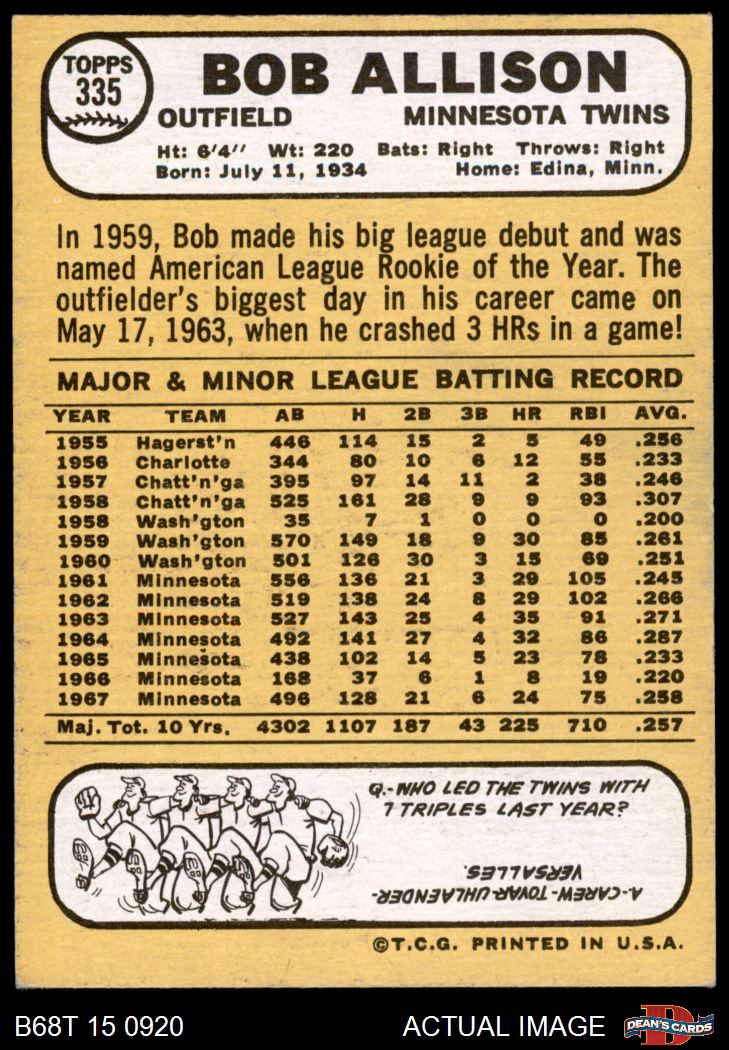 TOPPS
335
BOB ALLISON
OUTFIELD MINNESOTA TWINS
Ht: 6'4" Wt: 220 Bats: Right Throws: Right
Born: July 11, 1934 Home: Edina, Minn.
In 1959, Bob made his big league debut and was
named American League Rookie of the Year. The
outfielder's biggest day in his career came on
May 17, 1963, when he crashed 3 HRs in a game!
MAJOR & MINOR LEAGUE BATTING RECORD
YEAR TEAM AB H 2B 3B HR RBI AVG.
1955 Hagerst'n 446 114 15 2 5 49 .256
1956 Charlotte 344 80 10 6 12 55 .233
1957 Chatt'n'ga 395 97 14 11 2 38 .246
1958 Chatt'n'ga 525 161 28 9 9 93 .307
1958 Wash'gton 35 7 1 0 0 0 .200
1959 Wash'gton 570 149 18 9 30 85 .261
1960 Wash'gton 501 126 30 3 15 69 .251
1961 Minnesota 556 136 21 3 29 105 .245
1962 Minnesota 519 138 24 8 29 102 .266
1963 Minnesota 527 143 25 4 35 91 .271
1964 Minnesota 492 141 27 4 32 86 .287
1965 Minnesota 438 102 14 5 23 78 .233
1966 Minnesota 168 37 6 1 8 19 .220
1967 Minnesota 496 128 21 6 24 75 .258
Maj. Tot. 10 Yrs. 4302 1107 187 43 225 710 .257
Q.-WHO LED THE TWINS WITH
7 TRIPLES LAST YEAR?
A-CAREW-TOVAR-UHLAENDER-
VERSALLES.
©T.C.G. PRINTED IN U.S.A.
B68T 15 0920 ACTUAL IMAGE
D
DEAN'S CARDS